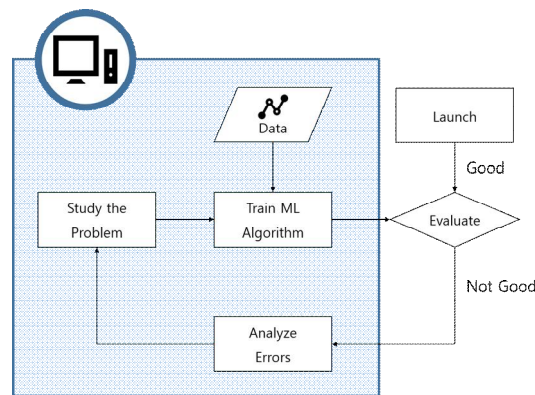 Data
Launch
Good
Study the
Problem
Train ML
Algorithm
Evaluate
Not Good
Analyze
Errors